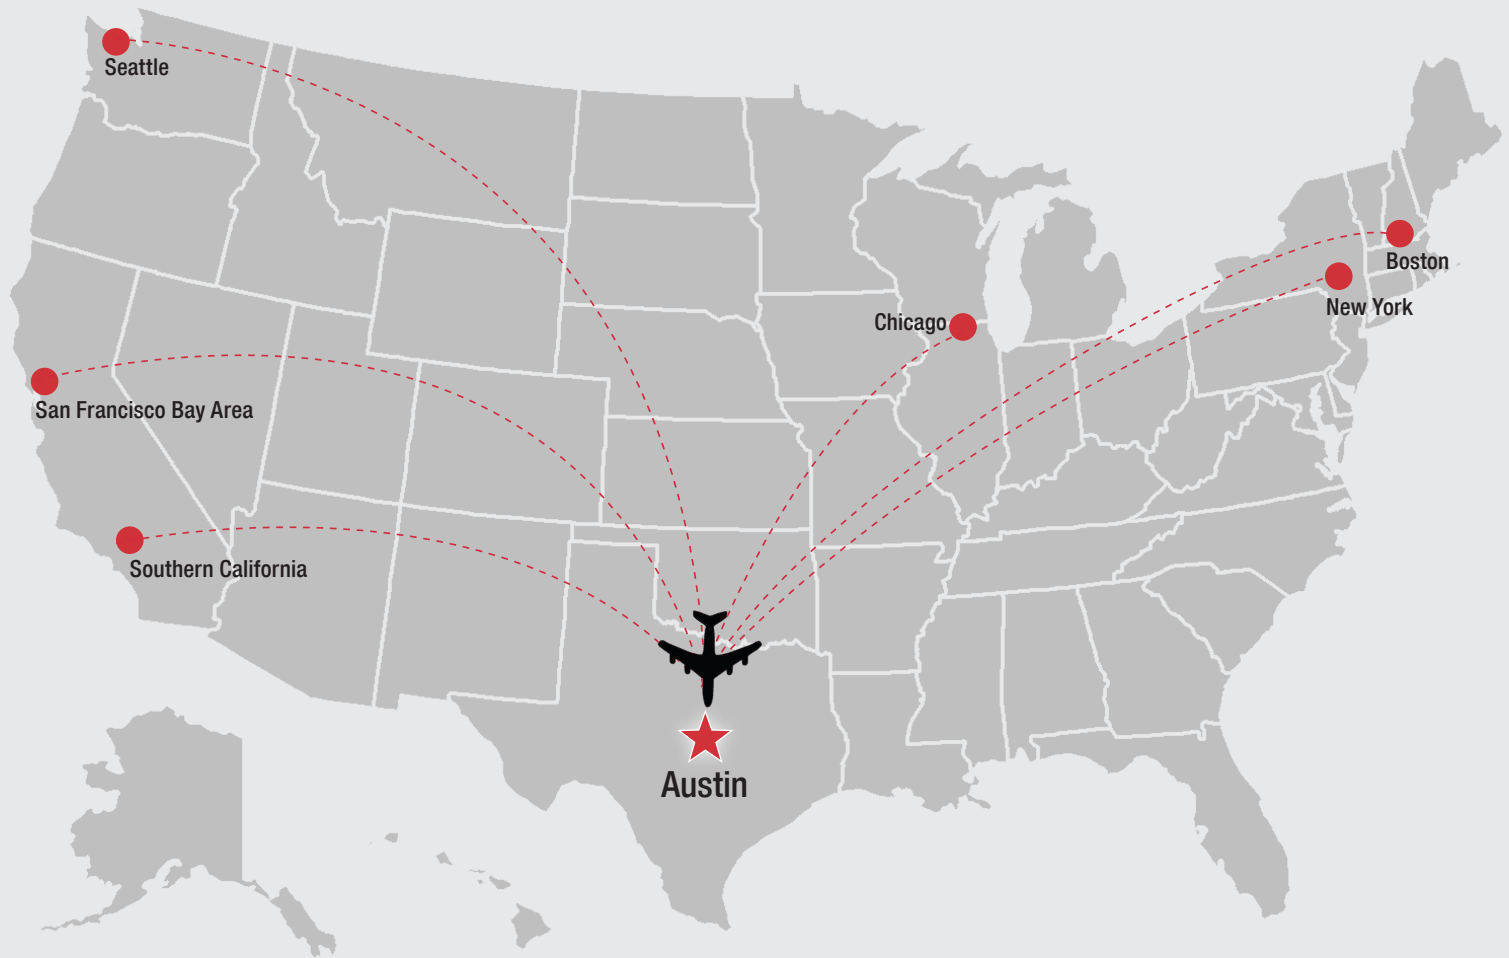 Seattle
Boston
New York
Chicago
San Francisco Bay Area
Southern California
Austin